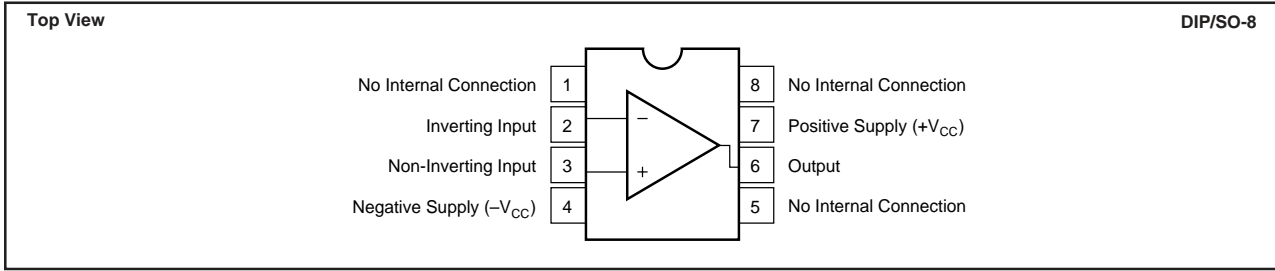 Top View
DIP/SO-8
No Internal Connection 1
8 No Internal Connection
Inverting Input 2
–
7 Positive Supply (+VCC)
Non-Inverting Input 3
+
6 Output
Negative Supply (–VCC) 4
5 No Internal Connection